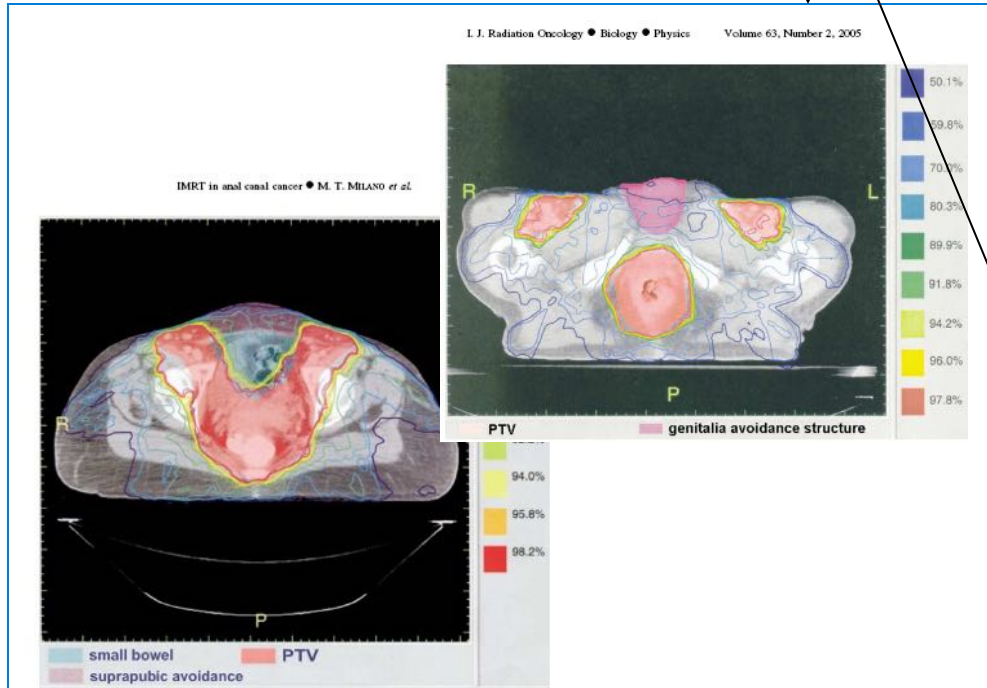 I. J. Radiation Oncology ● Biology ● Physics Volume 63, Number 2, 2005
IMRT in anal canal cancer ● M. T. MILANO et al.
R
L
P
50.1%
59.8%
70.0%
80.3%
89.9%
91.8%
94.2%
96.0%
97.8%
PTV genitalia avoidance structure
R
P
94.0%
95.8%
98.2%
small bowel PTV
suprapubic avoidance